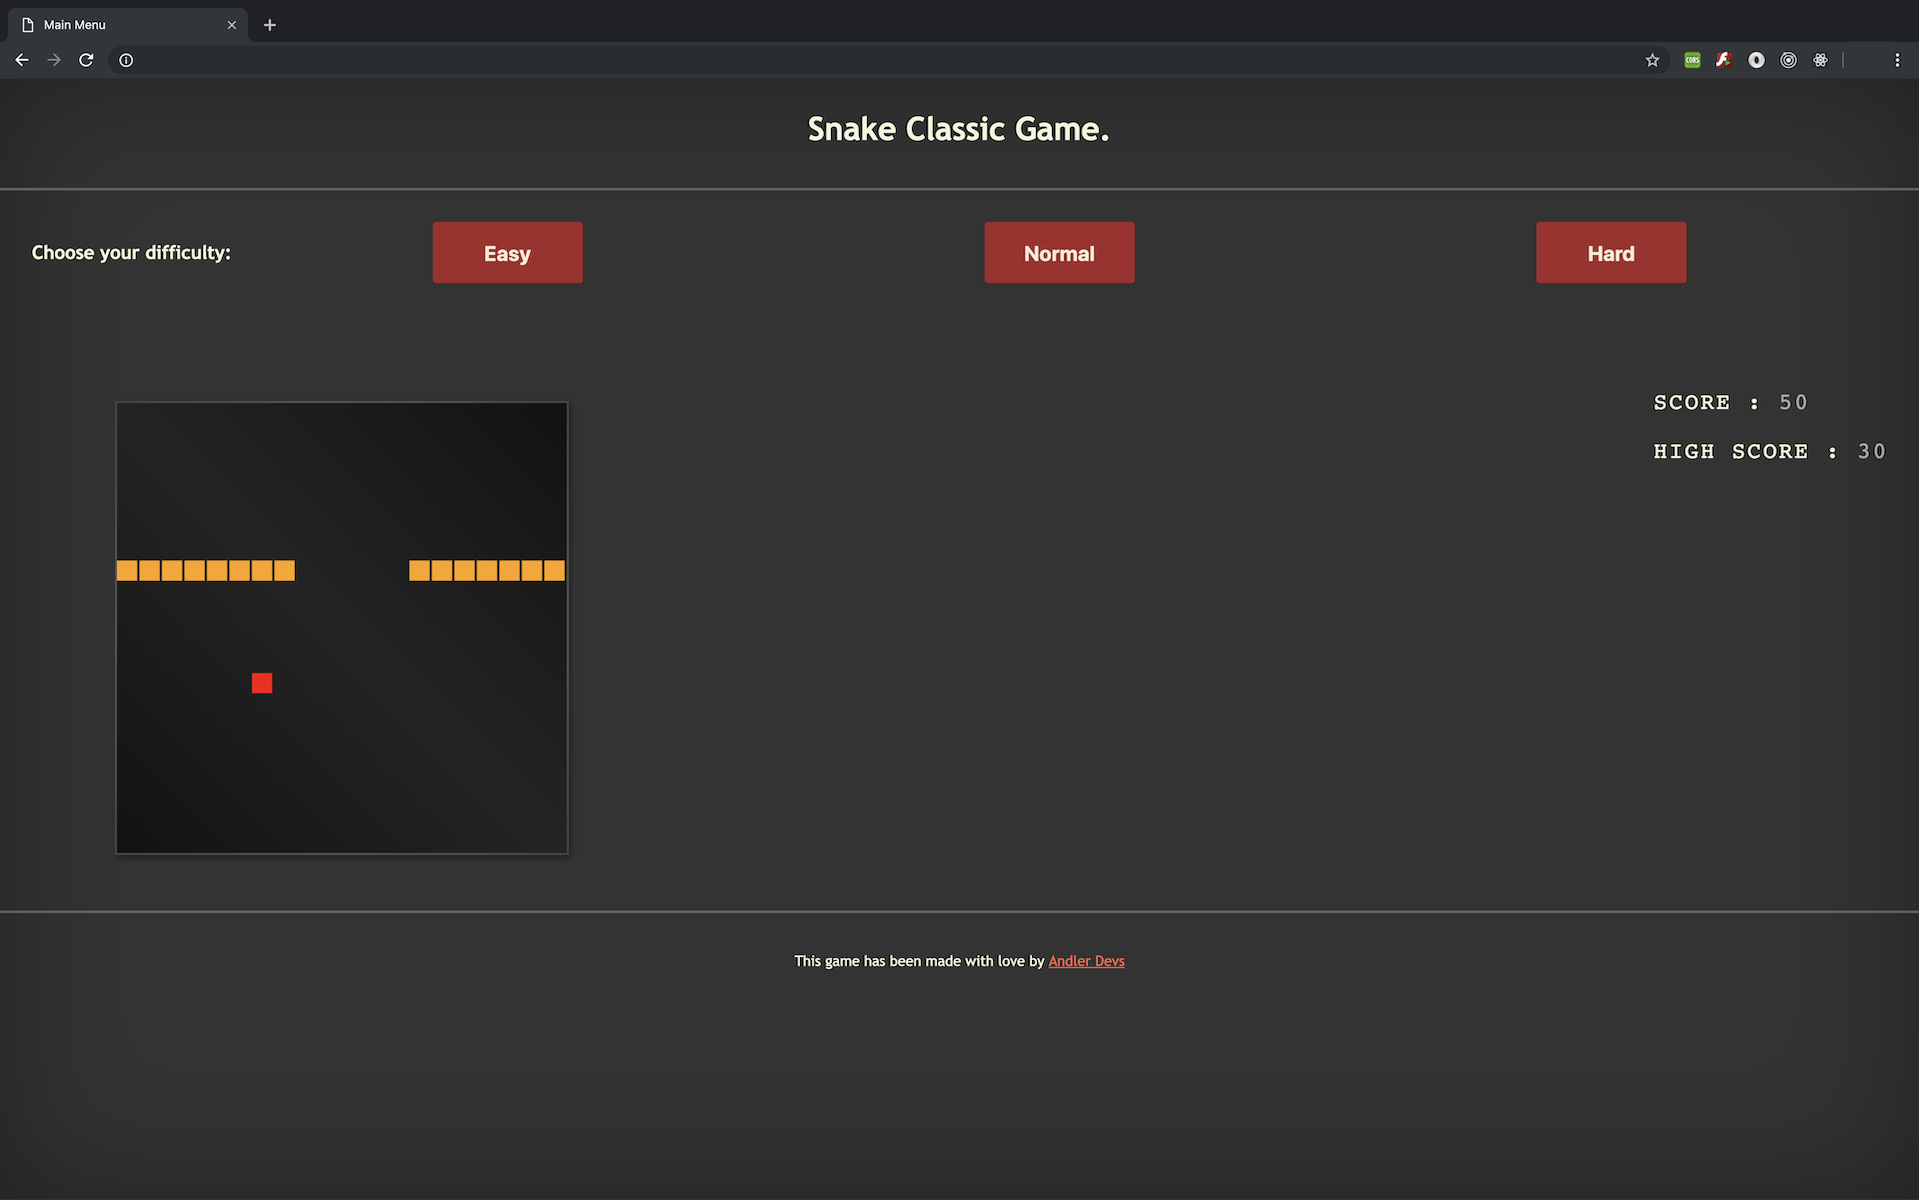 Main Menu
CORS
Snake Classic Game.
Choose your difficulty:
Easy
Normal
Hard
SCORE : 50
HIGH SCORE : 30
This game has been made with love by Andler Devs